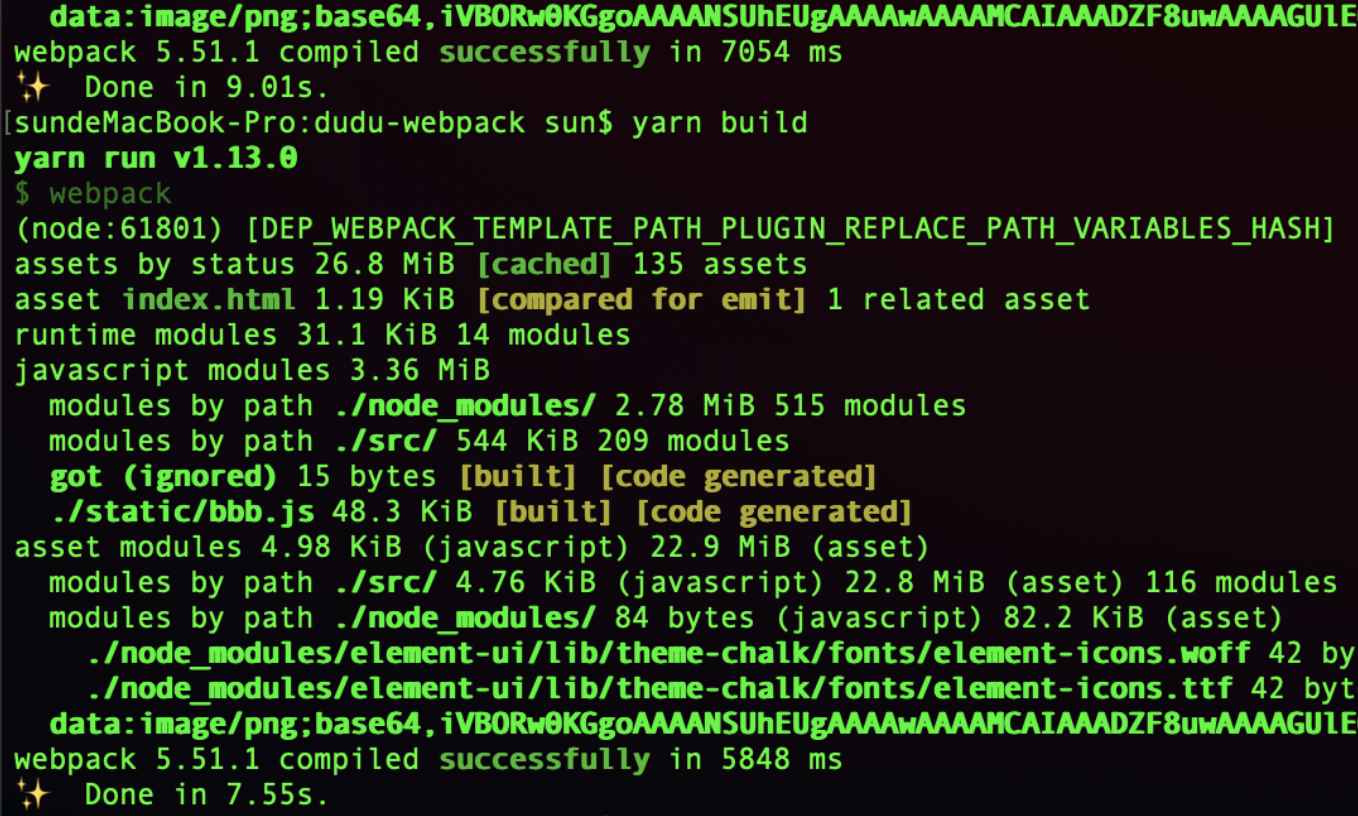 data:image/png;base64,iVBORw0KGgoAAAANSUhEUgAAAAwAAAAMCAIAAADZF8uwAAAAGUlE
webpack 5.51.1 compiled successfully in 7054 ms
✨ Done in 9.01s.
[sundeMacBook-Pro:dudu-webpack sun$ yarn build
yarn run v1.13.0
$ webpack
(node:61801) [DEP_WEBPACK_TEMPLATE_PATH_PLUGIN_REPLACE_PATH_VARIABLES_HASH]
assets by status 26.8 MiB [cached] 135 assets
asset index.html 1.19 KiB [compared for emit] 1 related asset
runtime modules 31.1 KiB 14 modules
javascript modules 3.36 MiB
modules by path ./node_modules/ 2.78 MiB 515 modules
modules by path ./src/ 544 KiB 209 modules
got (ignored) 15 bytes [built] [code generated]
./static/bbb.js 48.3 KiB [built] [code generated]
asset modules 4.98 KiB (javascript) 22.9 MiB (asset)
modules by path ./src/ 4.76 KiB (javascript) 22.8 MiB (asset) 116 modules
modules by path ./node_modules/ 84 bytes (javascript) 82.2 KiB (asset)
./node_modules/element-ui/lib/theme-chalk/fonts/element-icons.woff 42 by
./node_modules/element-ui/lib/theme-chalk/fonts/element-icons.ttf 42 byt
data:image/png;base64,iVBORw0KGgoAAAANSUhEUgAAAAwAAAAMCAIAAADZF8uwAAAAGUlE
webpack 5.51.1 compiled successfully in 5848 ms
✨ Done in 7.55s.